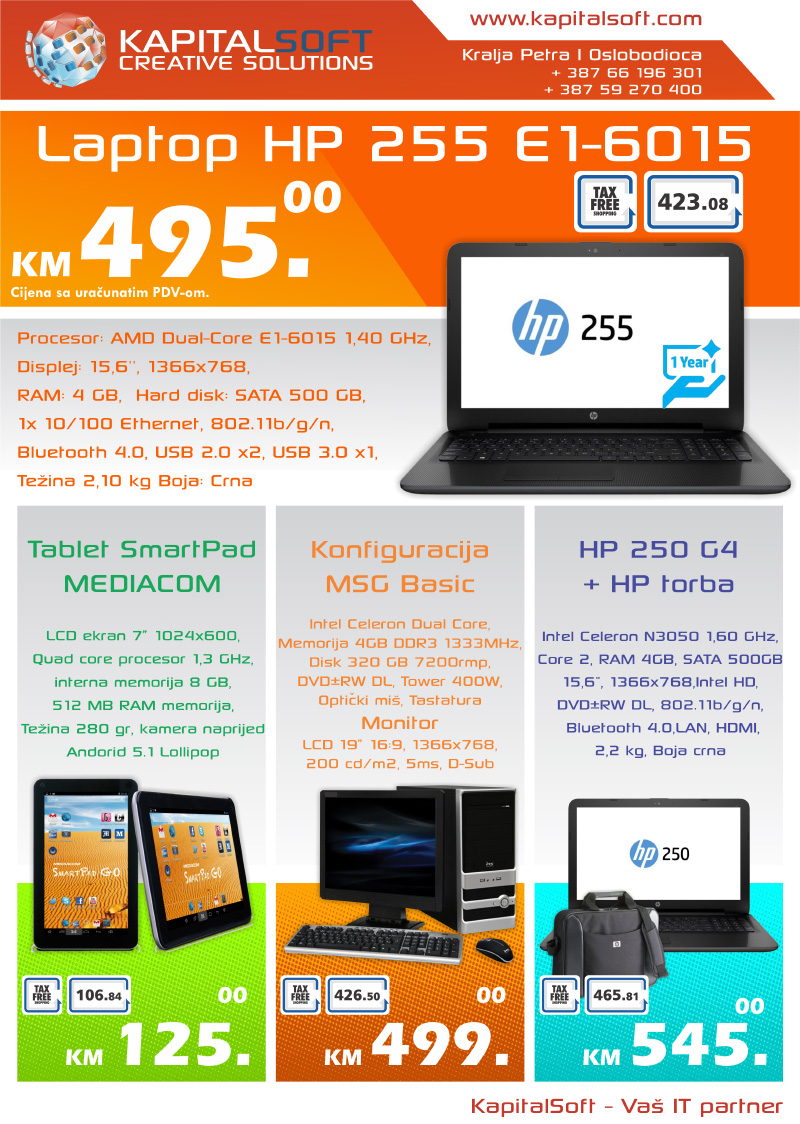 KAPITALSOFT
CREATIVE SOLUTIONS
www.kapitalsoft.com
Kralja Petra I Oslobodioca
+ 387 66 196 301
+ 387 59 270 400
Laptop HP 255 E1-6015
KM 495.00
Cijena sa uračunatim PDV-om.
TAX
FREE
SHOPPING
423.08
hp 255
1 Year
hp
Procesor: AMD Dual-Core E1-6015 1,40 GHz,
Displej: 15,6'', 1366x768,
RAM: 4 GB, Hard disk: SATA 500 GB,
1x 10/100 Ethernet, 802.11b/g/n,
Bluetooth 4.0, USB 2.0 x2, USB 3.0 x1,
Težina 2,10 kg Boja: Crna
Tablet SmartPad
MEDIACOM
LCD ekran 7" 1024x600,
Quad core procesor 1,3 GHz,
interna memorija 8 GB,
512 MB RAM memorija,
Težina 280 gr, kamera naprijed
Andorid 5.1 Lollipop
SMARTPAD GO
SMARTPAD GO
TAX
FREE
SHOPPING
106.84
KM 125.00
Konfiguracija
MSG Basic
Intel Celeron Dual Core,
Memorija 4GB DDR3 1333MHz,
Disk 320 GB 7200rmp,
DVD±RW DL, Tower 400W,
Optički miš, Tastatura
Monitor
LCD 19" 16:9, 1366x768,
200 cd/m2, 5ms, D-Sub
TAX
FREE
SHOPPING
426.50
KM 499.00
HP 250 G4
+ HP torba
Intel Celeron N3050 1,60 GHz,
Core 2, RAM 4GB, SATA 500GB
15,6", 1366x768,Intel HD,
DVD±RW DL, 802.11b/g/n,
Bluetooth 4.0,LAN, HDMI,
2,2 kg, Boja crna
hp 250
hp
TAX
FREE
SHOPPING
465.81
KM 545.00
KapitalSoft - Vaš IT partner